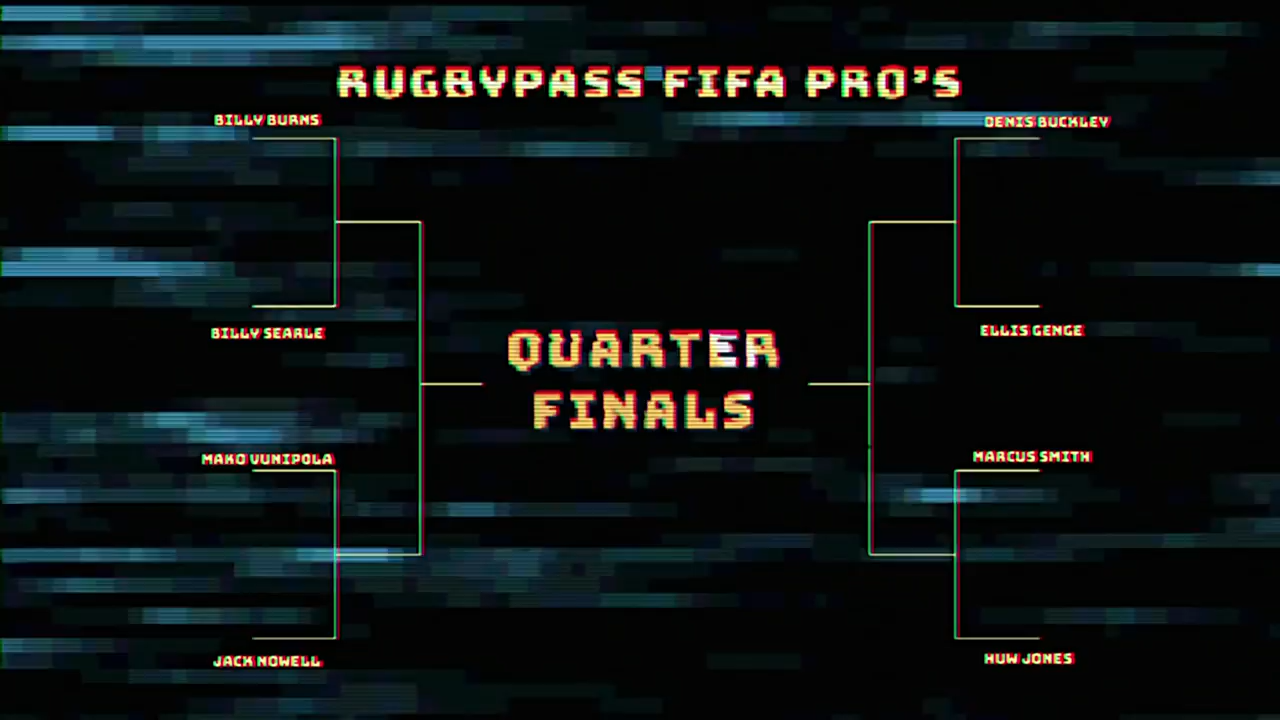 RUGBYPASS FIFA PRO'S
BILLY BURNS
DENIS BUCKLEY
BILLY SEARLE
ELLIS GENGE
QUARTER
FINALS
MAKO VUNIPOLA
MARCUS SMITH
JACK NOWELL
HUW JONES